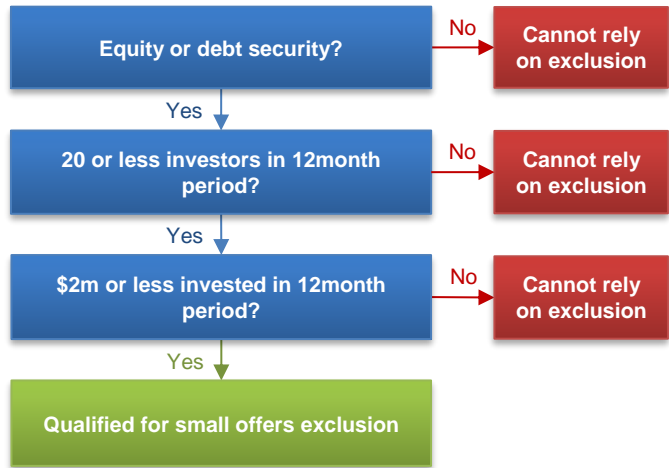 Equity or debt security?
No
Cannot rely
on exclusion
Yes
20 or less investors in 12month
period?
No
Cannot rely
on exclusion
Yes
$2m or less invested in 12month
period?
No
Cannot rely
on exclusion
Yes
Qualified for small offers exclusion